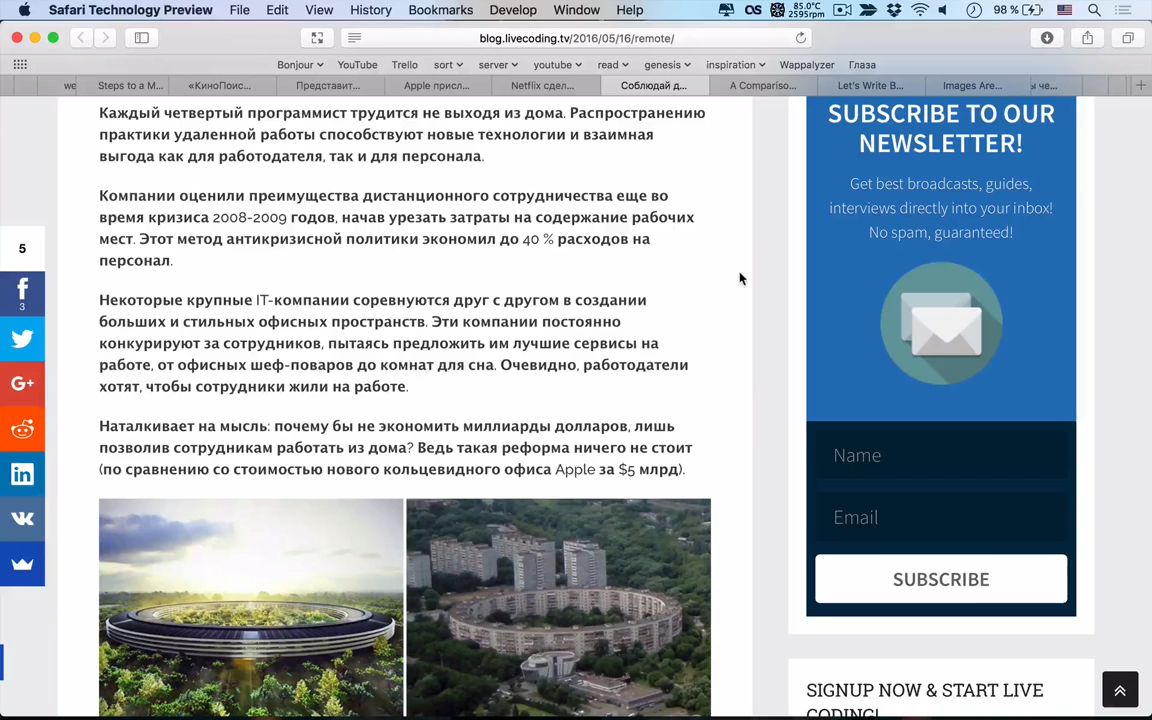 Safari Technology Preview File Edit View History Bookmarks Develop Window Help 85.0°C 2595rpm 98 %
blog.livecoding.tv/2016/05/16/remote/
Bonjour YouTube Trello sort server youtube read genesis inspiration Wappalyzer Глаза
we Steps to a M... «КиноПоис... Представит... Apple присл... Netflix сдел... Соблюдай д... A Compariso... Let's Write B... Images Are... ы че...
Каждый четвертый программист трудится не выходя из дома. Распространению
практики удаленной работы способствуют новые технологии и взаимная
выгода как для работодателя, так и для персонала.
Компании оценили преимущества дистанционного сотрудничества еще во
время кризиса 2008-2009 годов, начав урезать затраты на содержание рабочих
мест. Этот метод антикризисной политики экономил до 40 % расходов на
персонал.
Некоторые крупные IT-компании соревнуются друг с другом в создании
больших и стильных офисных пространств. Эти компании постоянно
конкурируют за сотрудников, пытаясь предложить им лучшие сервисы на
работе, от офисных шеф-поваров до комнат для сна. Очевидно, работодатели
хотят, чтобы сотрудники жили на работе.
Наталкивает на мысль: почему бы не экономить миллиарды долларов, лишь
позволив сотрудникам работать из дома? Ведь такая реформа ничего не стоит
(по сравнению со стоимостью нового кольцевидного офиса Apple за $5 млрд).
5
3
SUBSCRIBE TO OUR
NEWSLETTER!
Get best broadcasts, guides,
interviews directly into your inbox!
No spam, guaranteed!
Name
Email
SUBSCRIBE
SIGNUP NOW & START LIVE
CODING!